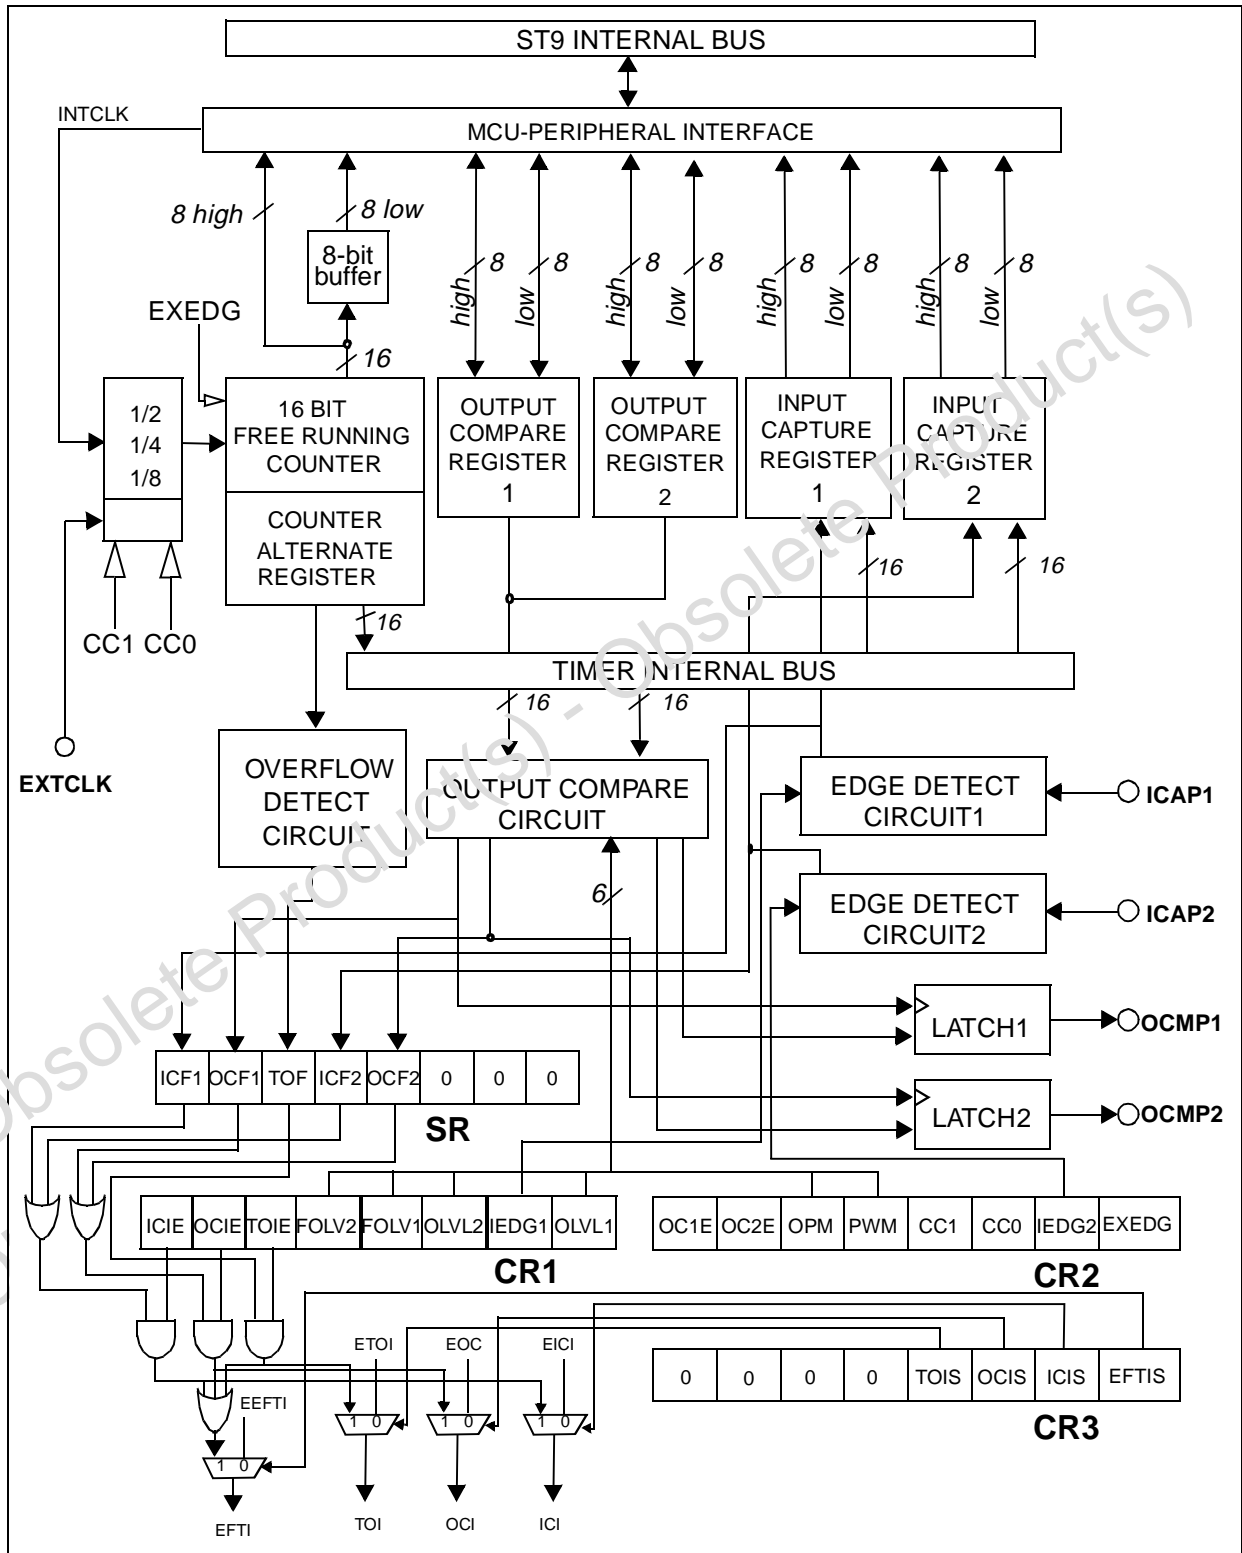 ST9 INTERNAL BUS
INTCLK
MCU-PERIPHERAL INTERFACE
8 high
8 low
8-bit
buffer
high
8
low
8
high
8
low
8
high
8
low
8
high
8
low
8
EXEDG
16
1/2
1/4
1/8
16 BIT
FREE RUNNING
COUNTER
COUNTER
ALTERNATE
REGISTER
OUTPUT
COMPARE
REGISTER
1
OUTPUT
COMPARE
REGISTER
2
INPUT
CAPTURE
REGISTER
1
INPUT
CAPTURE
REGISTER
2
16
16
CC1 CC0
16
TIMER INTERNAL BUS
16
16
EXTCLK
OVERFLOW
DETECT
CIRCUIT
OUTPUT COMPARE
CIRCUIT
EDGE DETECT
CIRCUIT1
ICAP1
6
EDGE DETECT
CIRCUIT2
ICAP2
LATCH1
OCMP1
LATCH2
OCMP2
ICF1 OCF1 TOF ICF2 OCF2 0 0 0
SR
ICIE OCIE TOIE FOLV2 FOLV1 OLVL2 IEDG1 OLVL1
CR1
OC1E OC2E OPM PWM CC1 CC0 IEDG2 EXEDG
CR2
0 0 0 0 TOIS OCIS ICIS EFTIS
CR3
ETOI
EOC
EICI
EEFTI
1 0
1 0
1 0
1 0
EFTI
TOI
OCI
ICI
Obsolete Product(s) - Obsolete Product(s)